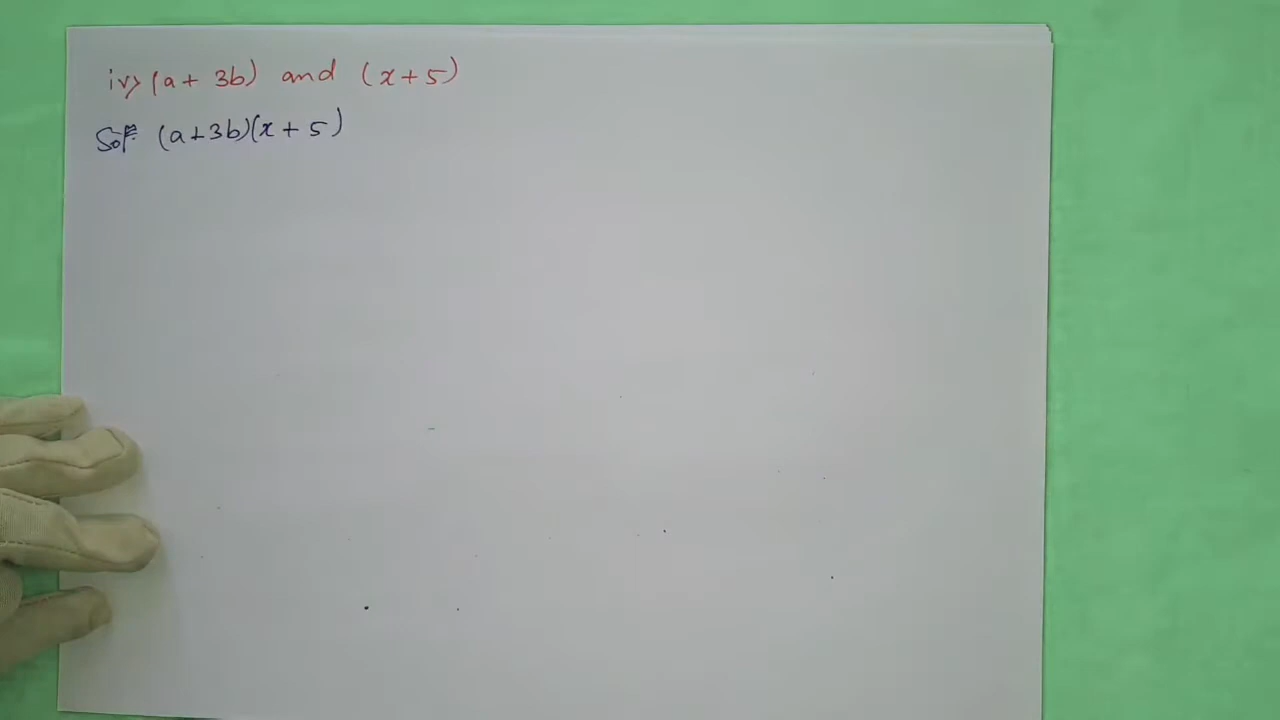 iv) (a + 3b) and (x + 5)
Sol: (a+3b)(x + 5)